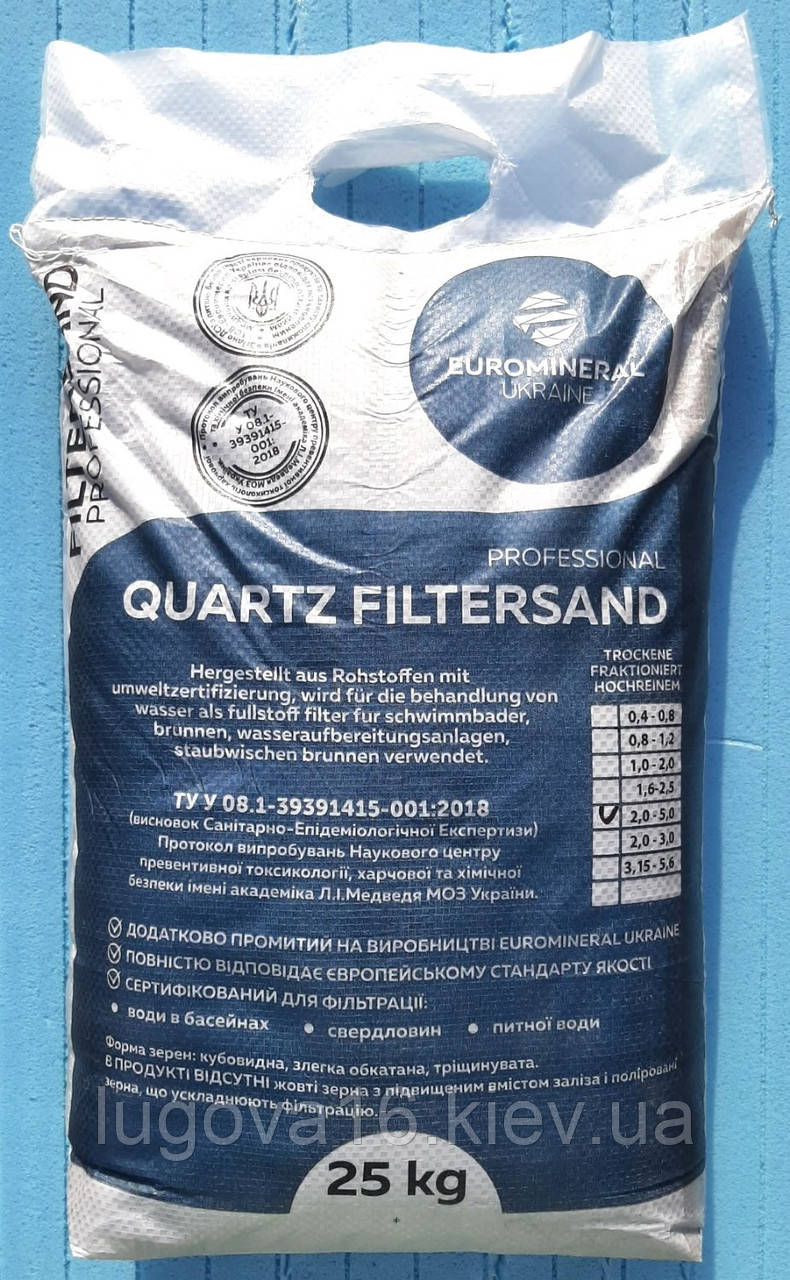 FILTERSAND
PROFESSIONAL
EUROMINERAL
UKRAINE
ТУ
У 08.1-
39391415-
001:
2018
PROFESSIONAL
QUARTZ FILTERSAND
Hergestellt aus Rohstoffen mit
umweltzertifizierung, wird für die behandlung von
wasser als fullstoff filter fur schwimmbader,
brunnen, wasseraufbereitungsanlagen,
staubwischen brunnen verwendet.
TROCKENE
FRAKTIONIERT
HOCHREINEM
0,4 - 0,8
0,8 - 1,2
1,0 - 2,0
1,6-2,5
2,0 - 5,0
2,0 - 3,0
3,15 - 5,6
ТУ У 08.1-39391415-001:2018
(висновок Санітарно-Епідеміологічної Експертизи)
Протокол випробувань Наукового центру
превентивної токсикології, харчової та хімічної
безпеки імені академіка Л.І.Медведя МОЗ України.
ДОДАТКОВО ПРОМИТИЙ НА ВИРОБНИЦТВІ EUROMINERAL UKRAINE
ПОВНІСТЮ ВІДПОВІДАЄ ЄВРОПЕЙСЬКОМУ СТАНДАРТУ ЯКОСТІ
СЕРТИФІКОВАНИЙ ДЛЯ ФІЛЬТРАЦІЇ:
• води в басейнах • свердловин • питної води
Форма зерен: кубовидна, злегка обкатана, тріщинувата.
В ПРОДУКТІ ВІДСУТНІ жовті зерна з підвищеним вмістом заліза і поліровані
зерна, що ускладнюють фільтрацію.
lugova16.kiev.ua
25 kg